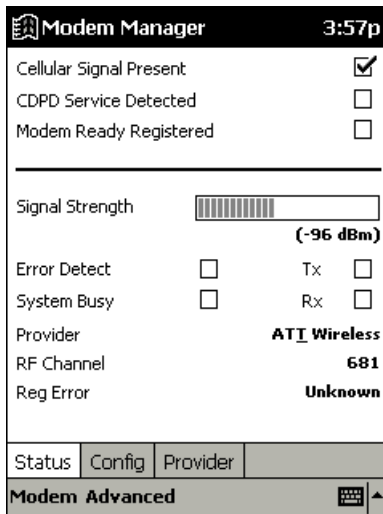 Modem Manager 3:57p
Cellular Signal Present
CDPD Service Detected
Modem Ready Registered
Signal Strength
(-96 dBm)
Error Detect Tx
System Busy Rx
Provider ATT Wireless
RF Channel 681
Reg Error Unknown
Status Config Provider
Modem Advanced